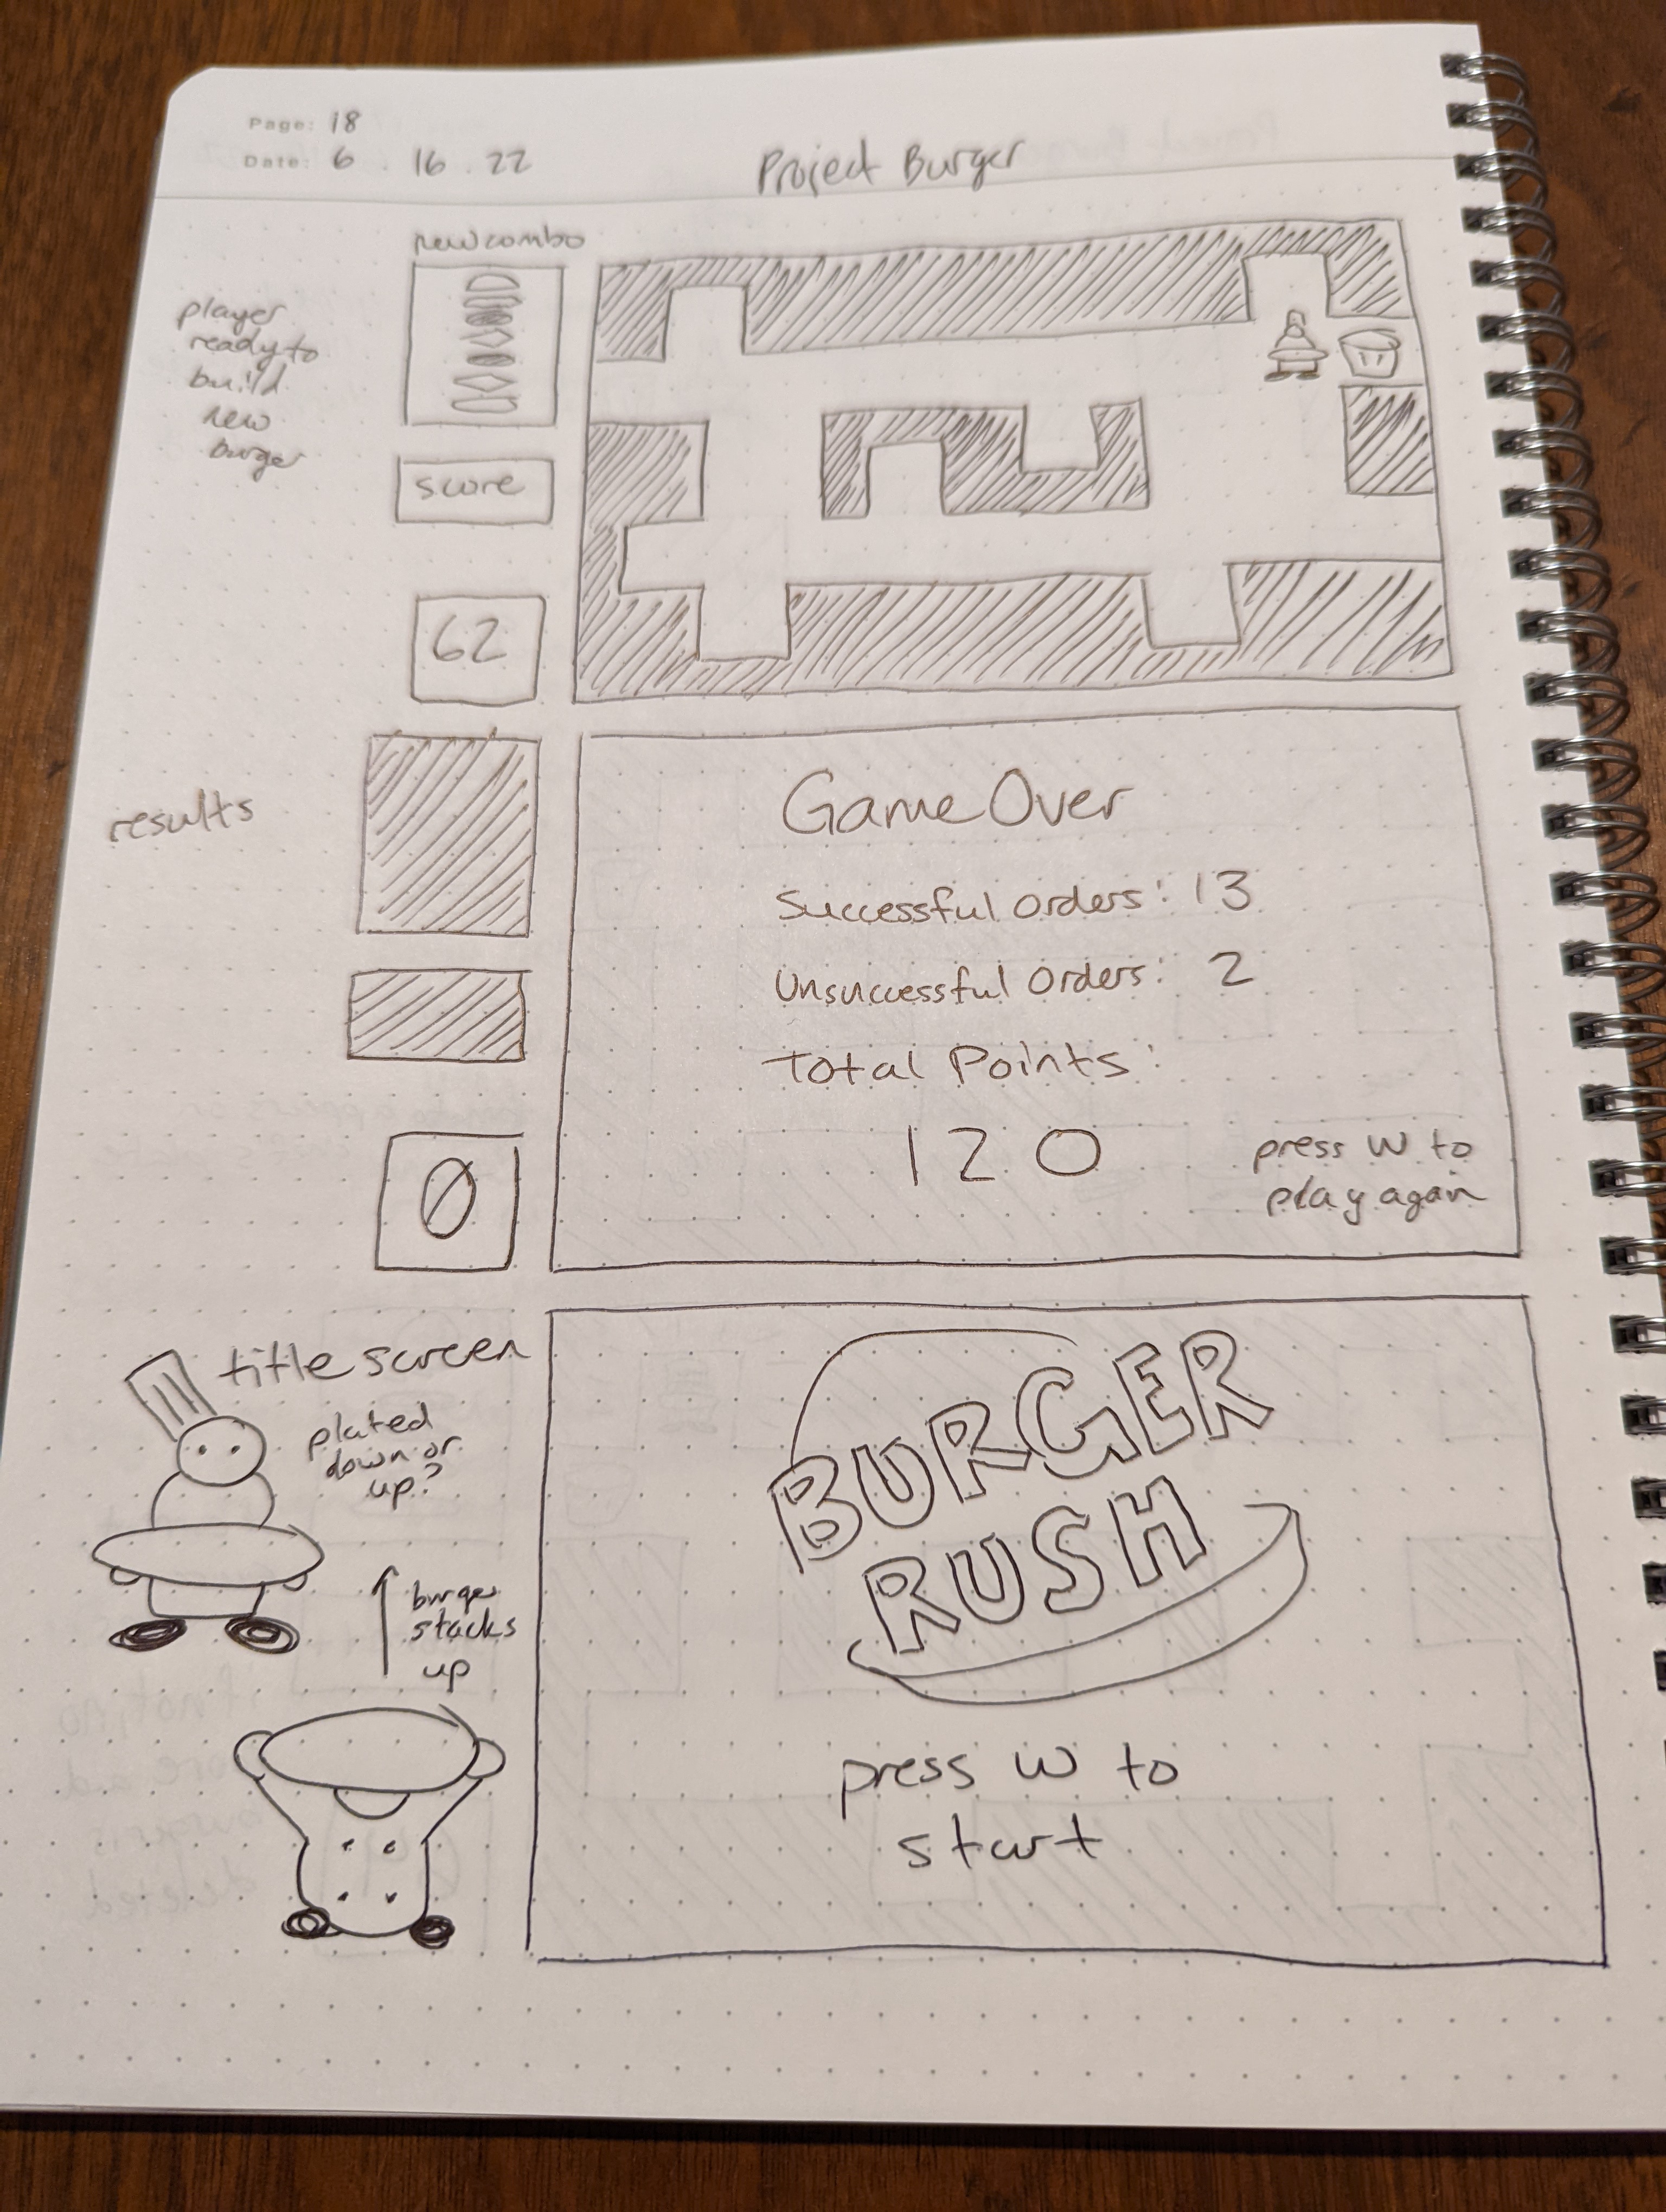 Page: 18
Date: 6 . 16 . 22
Project Burger
new combo
player
ready to
build
new
burger
score
62
results
Game Over
Successful Orders: 13
Unsuccessful Orders: 2
Total Points:
120
press W to
play again
0
title screen
plated
down or
up?
burger
stacks
up
BURGER
RUSH
press W to
start